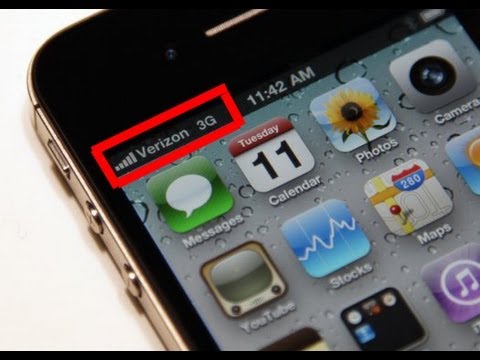 Verizon 3G 11:42 AM
Messages
Tuesday
11
Calendar
Photos
Camera
YouTube
Stocks
280
Maps